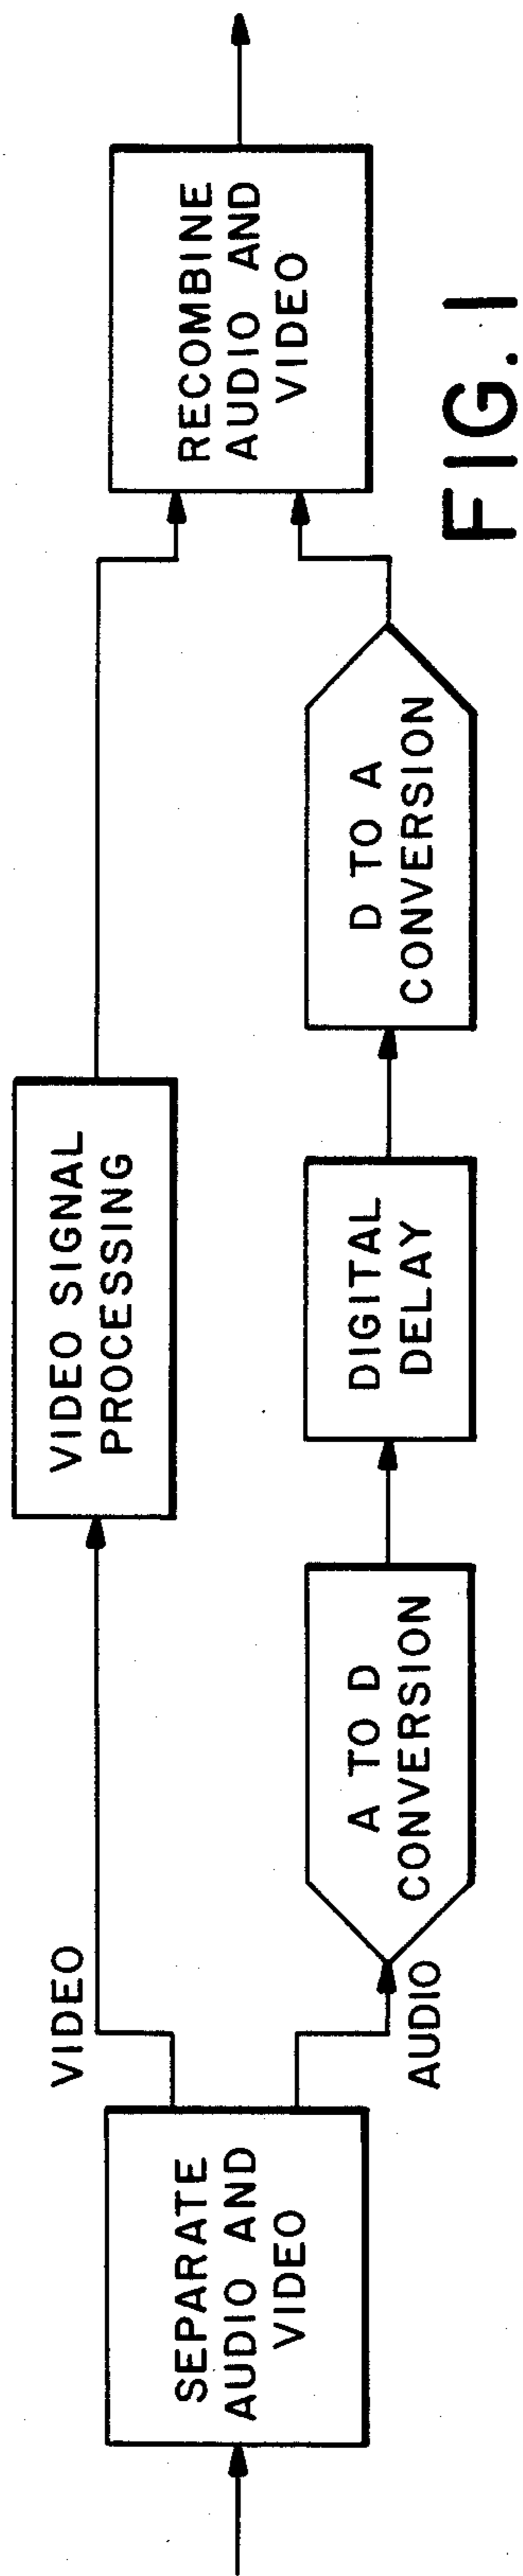 SEPARATE
AUDIO AND
VIDEO
VIDEO
AUDIO
VIDEO SIGNAL
PROCESSING
A TO D
CONVERSION
DIGITAL
DELAY
D TO A
CONVERSION
RECOMBINE
AUDIO AND
VIDEO
FIG. 1